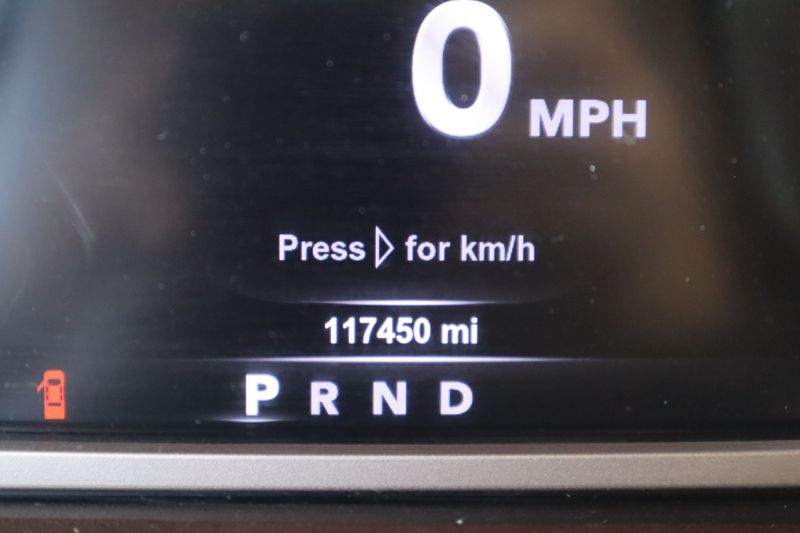 0 MPH
Press ▷ for km/h
117450 mi
P R N D